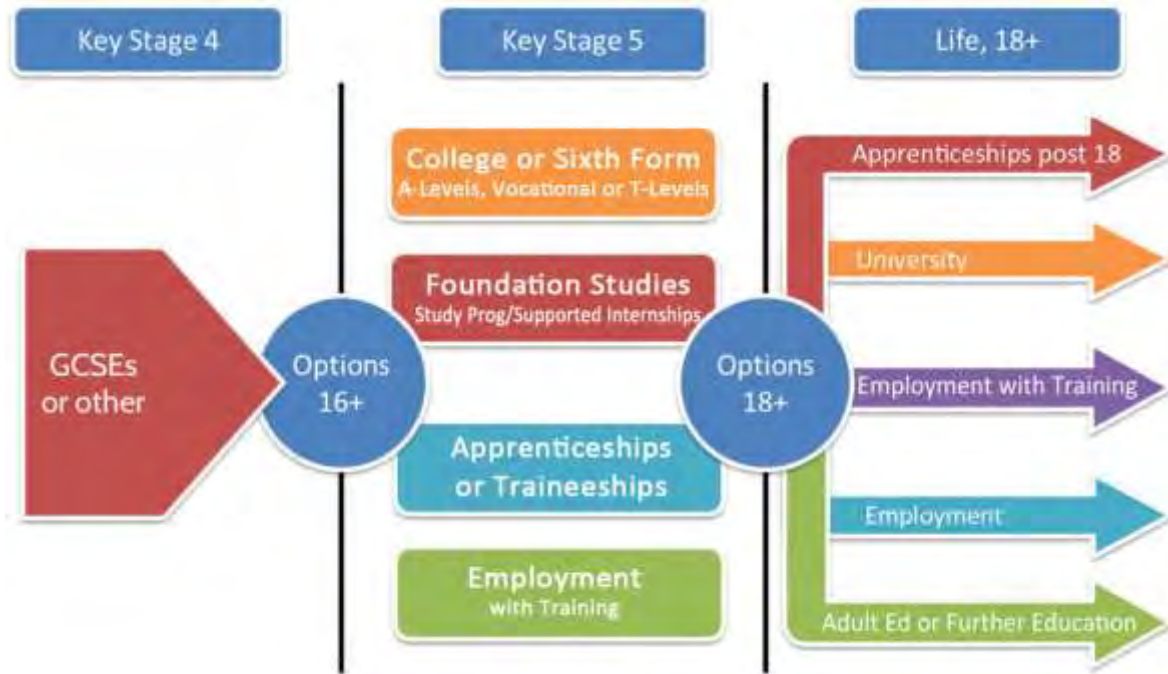 Key Stage 4
Key Stage 5
Life, 18+
GCSEs
or other
Options
16+
College or Sixth Form
A-Levels, Vocational or T-Levels
Foundation Studies
Study Prog/Supported Internships
Apprenticeships
or Traineeships
Employment
with Training
Options
18+
Apprenticeships post 18
University
Employment with Training
Employment
Adult Ed or Further Education